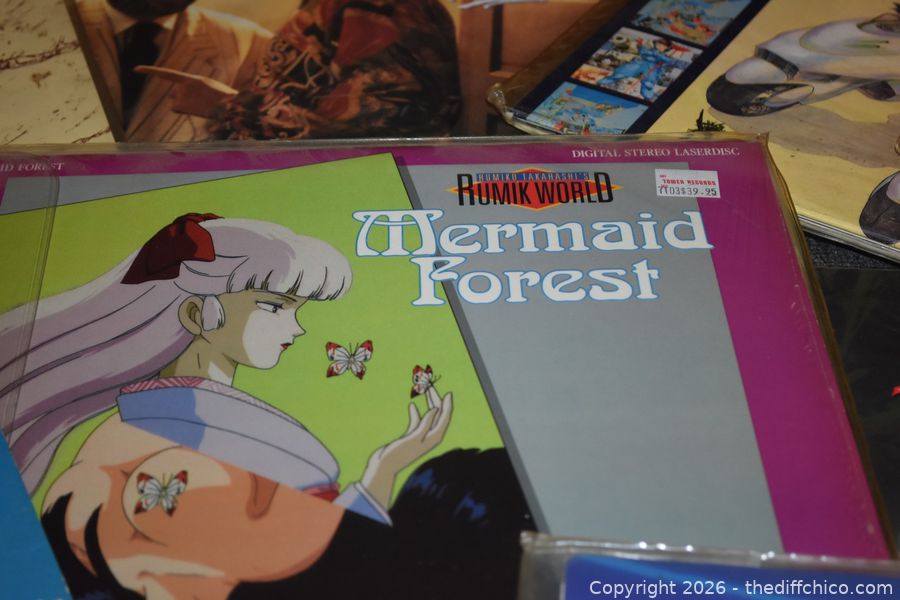 ID FOREST
DIGITAL STEREO LASERDISC
RUMIKO TAKAHASHI'S
RUMIK WORLD
TOWER RECORDS
$39.95
Mermaid
Forest
Copyright 2026 - thediffchico.com